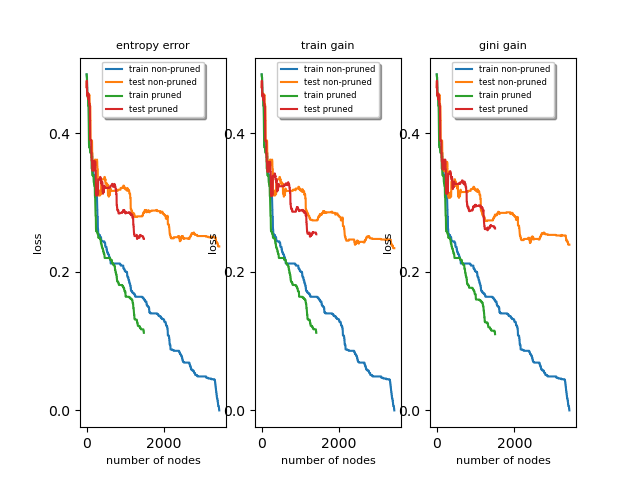 entropy error
train gain
gini gain
train non-pruned
test non-pruned
train pruned
test pruned
train non-pruned
test non-pruned
train pruned
test pruned
train non-pruned
test non-pruned
train pruned
test pruned
0.4
0.4
0.4
loss
loss
loss
0.2
0.2
0.2
0.0
0.0
0.0
0
2000
0
2000
0
2000
number of nodes
number of nodes
number of nodes